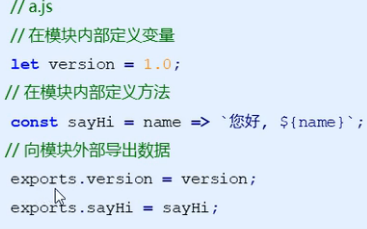 // a.js
// 在模块内部定义变量
let version = 1.0;
// 在模块内部定义方法
const sayHi = name => `您好, ${name}`;
// 向模块外部导出数据
exports.version = version;
exports.sayHi = sayHi;